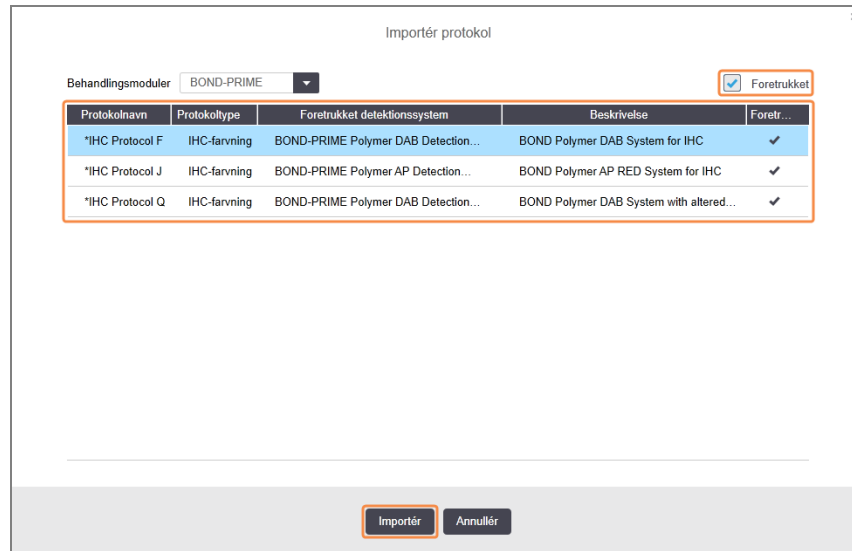 Importér protokol
Behandlingsmoduler BOND-PRIME Foretrukket
Protokolnavn Protokoltype Foretrukket detektionssystem Beskrivelse Foretr...
*IHC Protocol F IHC-farvning BOND-PRIME Polymer DAB Detection... BOND Polymer DAB System for IHC
*IHC Protocol J IHC-farvning BOND-PRIME Polymer AP Detection... BOND Polymer AP RED System for IHC
*IHC Protocol Q IHC-farvning BOND-PRIME Polymer DAB Detection... BOND Polymer DAB System with altered...
Importér Annullér